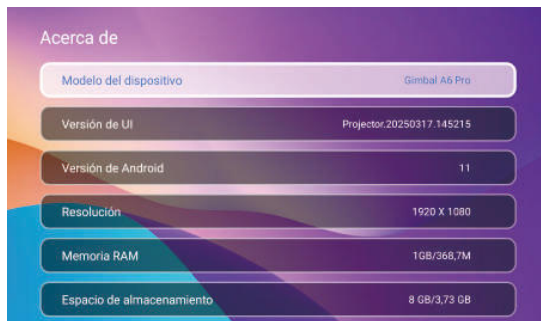 Acerca de
Modelo del dispositivo Gimbal A6 Pro
Versión de UI Projector.20250317.145215
Versión de Android 11
Resolución 1920 X 1080
Memoria RAM 1GB/368,7M
Espacio de almacenamiento 8 GB/3,73 GB